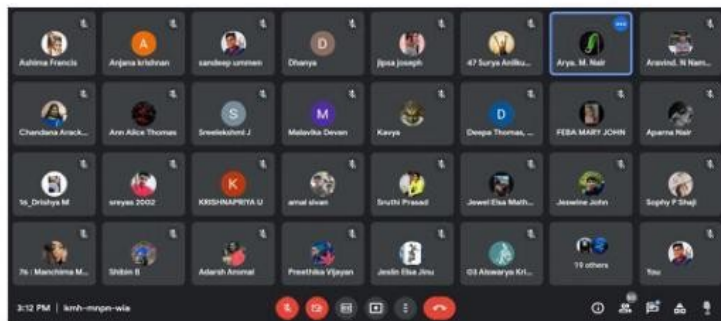 Ashima Francis Anjana krishnan sandeep ummen Dhanya jipsa joseph 47 Surya Anilku... Arya. M. Nair Aravind. N Nam...
A D
Chandana Arack... Ann Alice Thomas Sreelekshmi J Malavika Devan Kavya Deepa Thomas, ... FEBA MARY JOHN Aparna Nair
S M D
16_Drishya M sreyas 2002 KRISHNAPRIYA U amal sivan Sruthi Prasad Jewel Elsa Math... Jeswine John Sophy P Shaji
K
76 : Manchima M... Shibin B Adarsh Ammal Preethika Vijayan Jeslin Elsa Jinu 03 Aiswarya Kri... 19 others You
3:12 PM | kmh-mnpn-wia